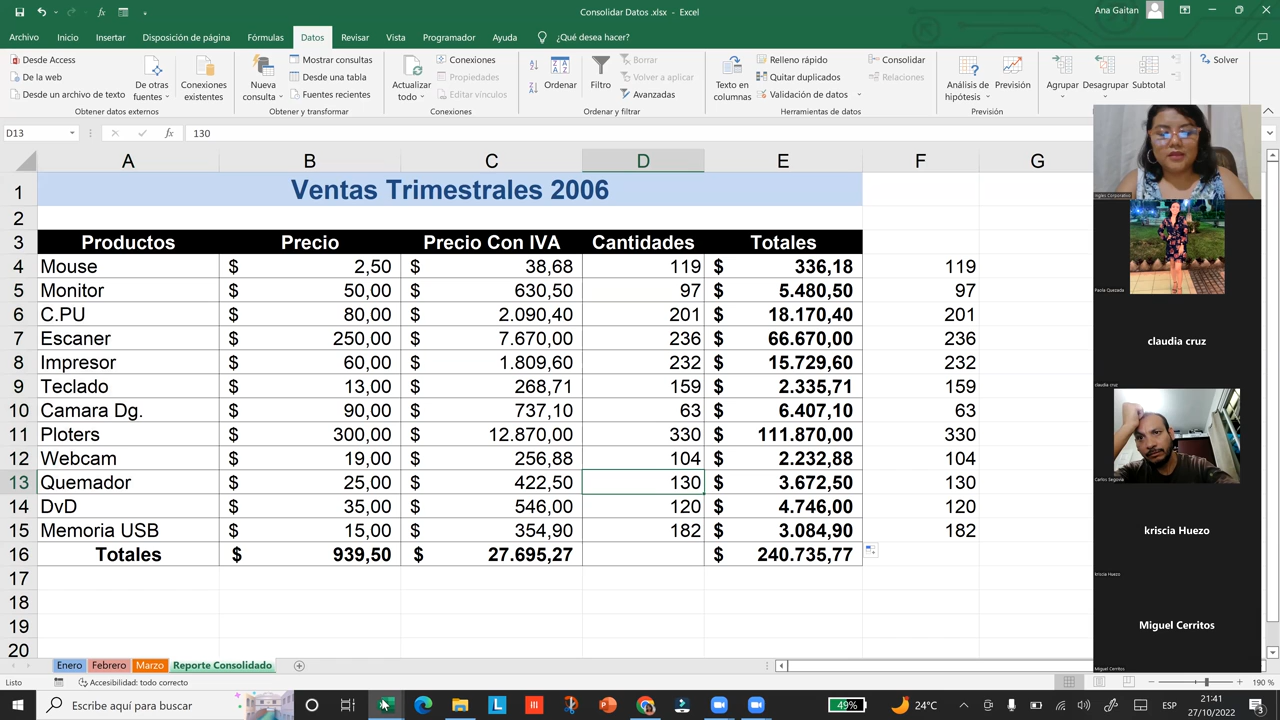 Consolidar Datos .xlsx - Excel
Ana Gaitan
Archivo Inicio Insertar Disposición de página Fórmulas Datos Revisar Vista Programador Ayuda ¿Qué desea hacer?
Desde Access
De la web
Desde un archivo de texto
De otras fuentes
Conexiones existentes
Obtener datos externos
Nueva consulta
Mostrar consultas
Desde una tabla
Fuentes recientes
Obtener y transformar
Actualizar todo
Conexiones
Propiedades
Editar vínculos
Conexiones
Ordenar
Filtro
Borrar
Volver a aplicar
Avanzadas
Ordenar y filtrar
Texto en columnas
Relleno rápido
Quitar duplicados
Validación de datos
Herramientas de datos
Consolidar
Relaciones
Análisis de hipótesis
Previsión
Previsión
Agrupar
Desagrupar
Subtotal
Solver
D13 fx 130
A B C D E F G
1 Ventas Trimestrales 2006
2
3 Productos Precio Precio Con IVA Cantidades Totales
4 Mouse $ 2,50 $ 38,68 119 $ 336,18 119
5 Monitor $ 50,00 $ 630,50 97 $ 5.480,50 97
6 C.PU $ 80,00 $ 2.090,40 201 $ 18.170,40 201
7 Escaner $ 250,00 $ 7.670,00 236 $ 66.670,00 236
8 Impresor $ 60,00 $ 1.809,60 232 $ 15.729,60 232
9 Teclado $ 13,00 $ 268,71 159 $ 2.335,71 159
10 Camara Dg. $ 90,00 $ 737,10 63 $ 6.407,10 63
11 Ploters $ 300,00 $ 12.870,00 330 $ 111.870,00 330
12 Webcam $ 19,00 $ 256,88 104 $ 2.232,88 104
13 Quemador $ 25,00 $ 422,50 130 $ 3.672,50 130
14 DvD $ 35,00 $ 546,00 120 $ 4.746,00 120
15 Memoria USB $ 15,00 $ 354,90 182 $ 3.084,90 182
16 Totales $ 939,50 $ 27.695,27 $ 240.735,77
17
18
19
20
Ingles Corporativo
Paola Quezada
claudia cruz
claudia cruz
Carlos Segovia
kriscia Huezo
kriscia Huezo
Miguel Cerritos
Miguel Cerritos
Enero Febrero Marzo Reporte Consolidado
Listo Accesibilidad: todo correcto 190 %
Escribe aquí para buscar
49% 24°C ESP
21:41
27/10/2022
3